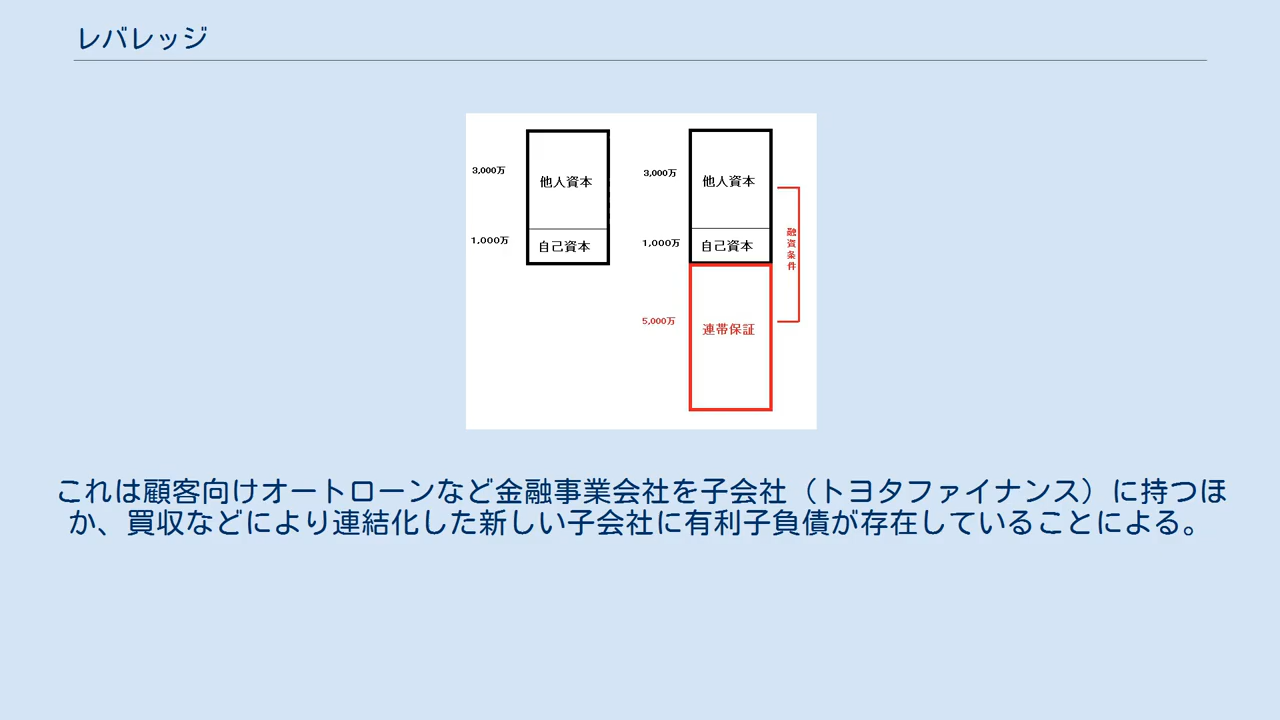 レバレッジ
3,000万
他人資本
1,000万
自己資本
3,000万
他人資本
1,000万
自己資本
融資条件
5,000万
連帯保証
これは顧客向けオートローンなど金融事業会社を子会社（トヨタファイナンス）に持つほ
か、買収などにより連結化した新しい子会社に有利子負債が存在していることによる。